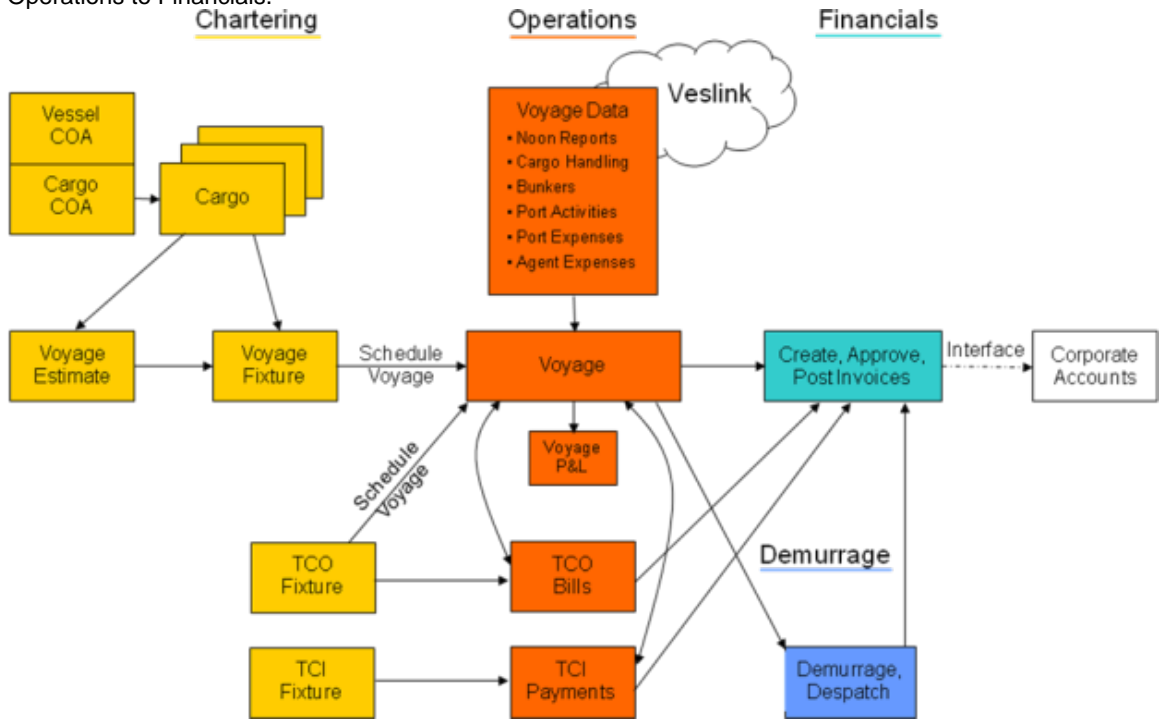 Operations to Financials.
Chartering
Operations
Financials
Veslink
Vessel
COA
Cargo
COA
Cargo
Voyage Data
• Noon Reports
• Cargo Handling
• Bunkers
• Port Activities
• Port Expenses
• Agent Expenses
Voyage
Estimate
Voyage
Fixture
Schedule
Voyage
Voyage
Create, Approve,
Post Invoices
Interface
Corporate
Accounts
Voyage
P&L
Schedule
Voyage
TCO
Fixture
TCO
Bills
Demurrage
TCI
Fixture
TCI
Payments
Demurrage,
Despatch